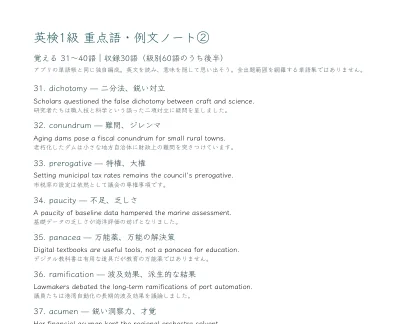 英検1級 重点語・例文ノート②
覚える 31〜40語｜収録30語（級別60語のうち後半）
アプリの単語帳と同じ独自編成。英文を読み、意味を隠して思い出そう。全出題範囲を網羅する単語集ではありません。
31. dichotomy — 二分法、鋭い対立
Scholars questioned the false dichotomy between craft and science.
研究者たちは職人技と科学という誤った二項対立に疑問を呈しました。
32. conundrum — 難問、ジレンマ
Aging dams pose a fiscal conundrum for small rural towns.
老朽化したダムは小さな地方自治体に財政上の難問を突きつけています。
33. prerogative — 特権、大権
Setting municipal tax rates remains the council's prerogative.
市税率の設定は依然として議会の専権事項です。
34. paucity — 不足、乏しさ
A paucity of baseline data hampered the marine assessment.
基礎データの乏しさが海洋評価の妨げとなりました。
35. panacea — 万能薬、万能の解決策
Digital textbooks are useful tools, not a panacea for education.
デジタル教科書は有用な道具だが教育の万能薬ではありません。
36. ramification — 波及効果、派生的な結果
Lawmakers debated the long-term ramifications of port automation.
議員たちは港湾自動化の長期的波及効果を議論しました。
37. acumen — 鋭い洞察力、才覚
Her financial acumen kept the regional orchestra solvent.